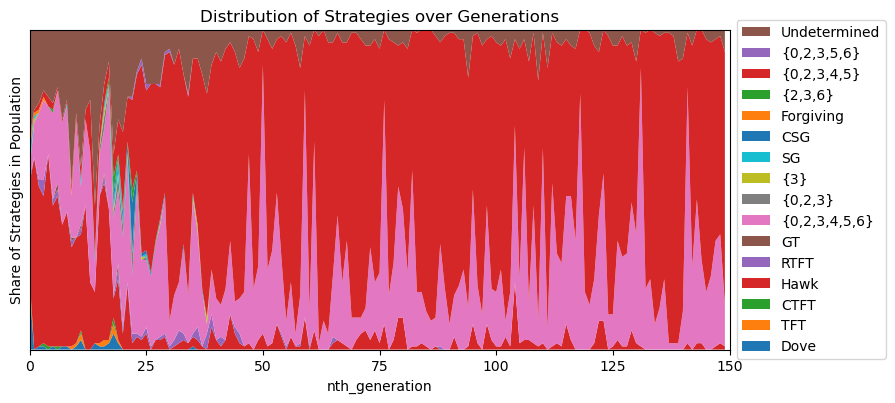 Distribution of Strategies over Generations
Share of Strategies in Population
0 25 50 75 100 125 150
nth_generation
Undetermined
{0,2,3,5,6}
{0,2,3,4,5}
{2,3,6}
Forgiving
CSG
SG
{3}
{0,2,3}
{0,2,3,4,5,6}
GT
RTFT
Hawk
CTFT
TFT
Dove